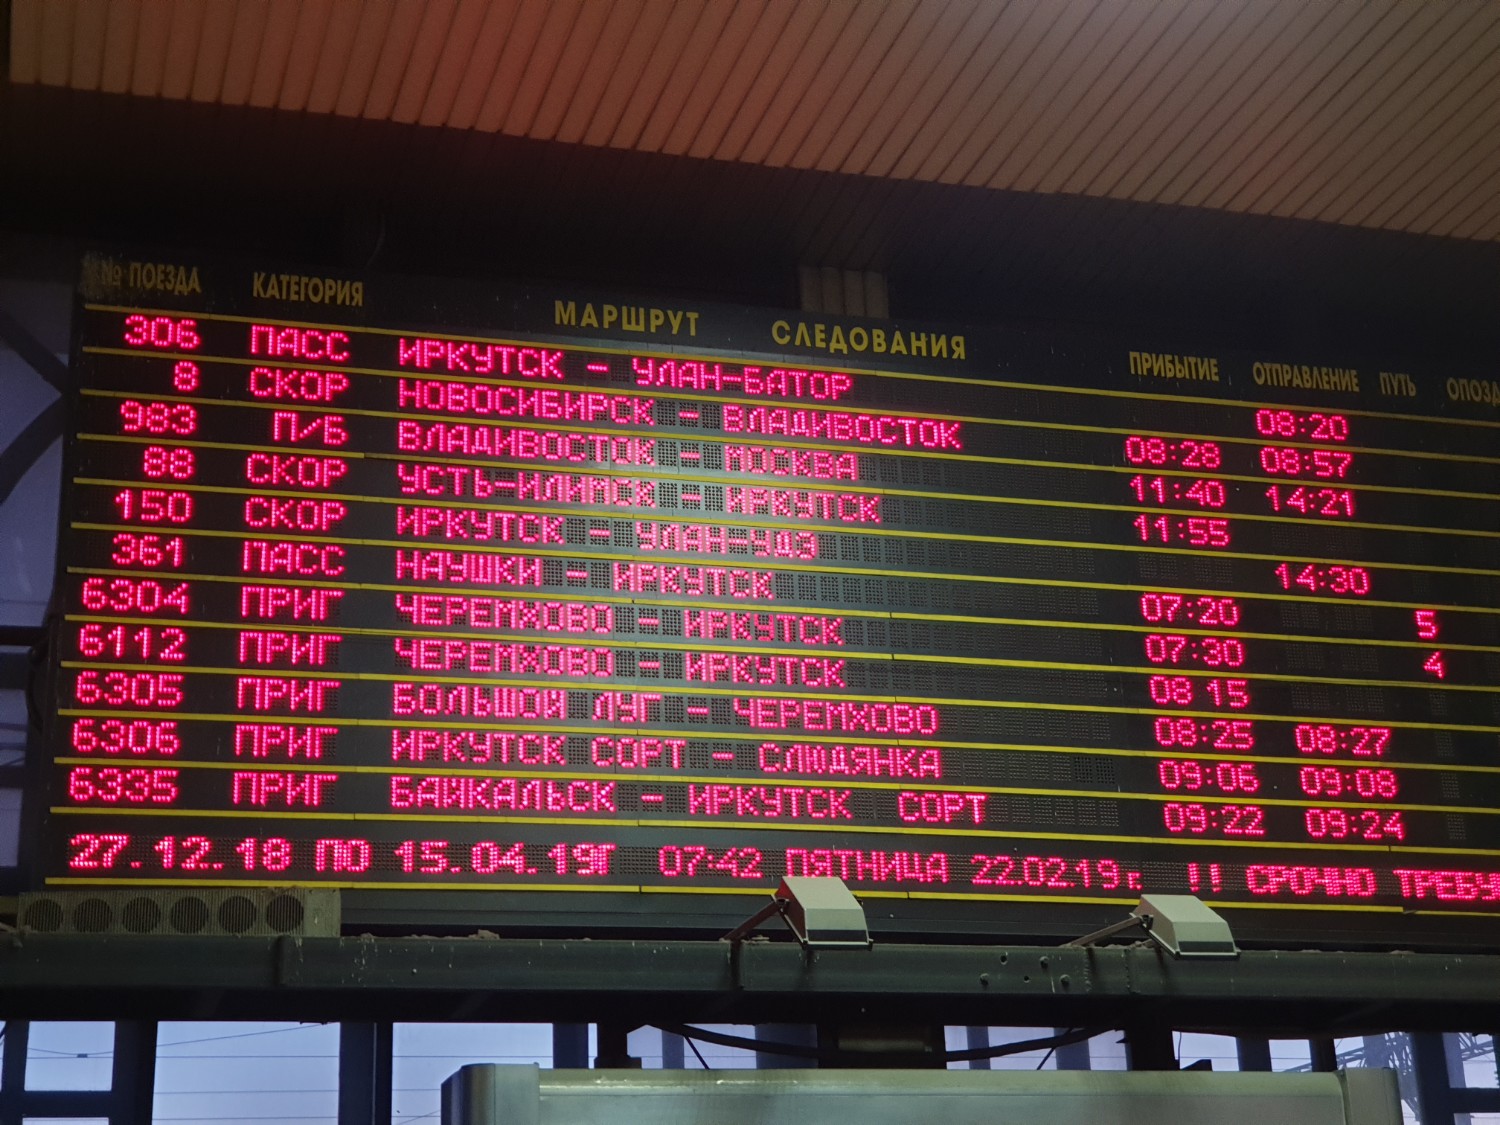 № ПОЕЗДА КАТЕГОРИЯ МАРШРУТ СЛЕДОВАНИЯ ПРИБЫТИЕ ОТПРАВЛЕНИЕ ПУТЬ
306 ПАСС ИРКУТСК - УЛАН-БАТОР 08:20
8 СКОР НОВОСИБИРСК - ВЛАДИВОСТОК 08:28 08:57
983 П/Б ВЛАДИВОСТОК - МОСКВА 11:40 14:21
88 СКОР УСТЬ-ИЛИМСК - ИРКУТСК 11:55
150 СКОР ИРКУТСК - УЛАН-УДЭ 14:30
361 ПАСС НАУШКИ - ИРКУТСК 07:20 5
6304 ПРИГ ЧЕРЕМХОВО - ИРКУТСК 07:30 4
6112 ПРИГ ЧЕРЕМХОВО - ИРКУТСК 08 15
6305 ПРИГ БОЛЬШОЙ ЛУГ - ЧЕРЕМХОВО 08:25 08:27
6306 ПРИГ ИРКУТСК СОРТ - СЛЮДЯНКА 09:06 09:08
6335 ПРИГ БАЙКАЛЬСК - ИРКУТСК СОРТ 09:22 09:24
27.12.18 ПО 15.04.19Г 07:42 ПЯТНИЦА 22.02.19г. !! СРОЧНО